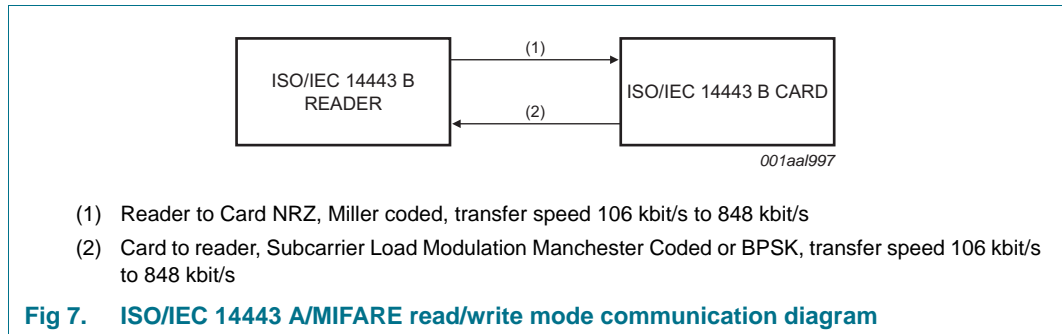 (1)
ISO/IEC 14443 B
READER
ISO/IEC 14443 B CARD
(2)
001aal997
(1) Reader to Card NRZ, Miller coded, transfer speed 106 kbit/s to 848 kbit/s
(2) Card to reader, Subcarrier Load Modulation Manchester Coded or BPSK, transfer speed 106 kbit/s
to 848 kbit/s
Fig 7. ISO/IEC 14443 A/MIFARE read/write mode communication diagram